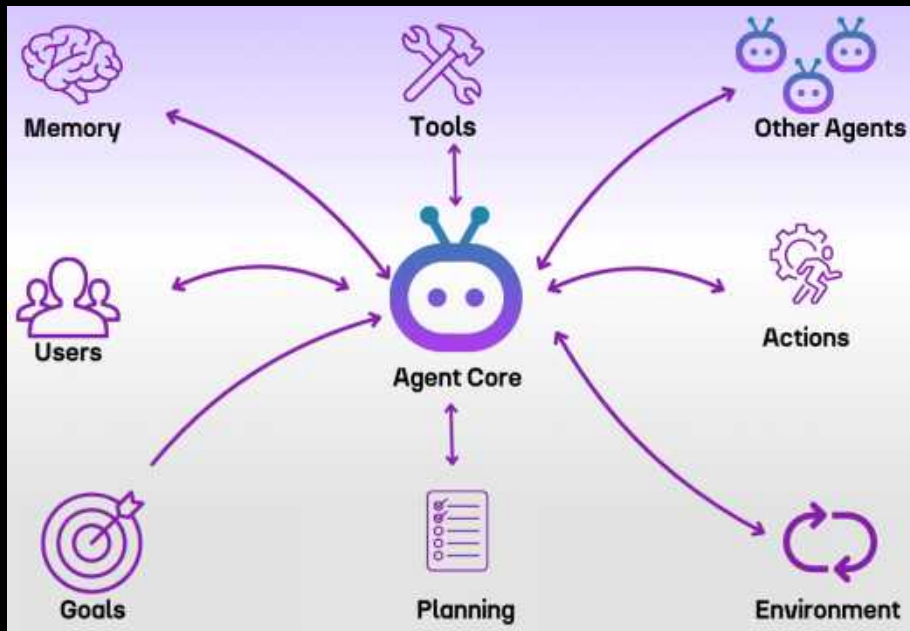 Memory
Tools
Other Agents
Users
Agent Core
Actions
Goals
Planning
Environment